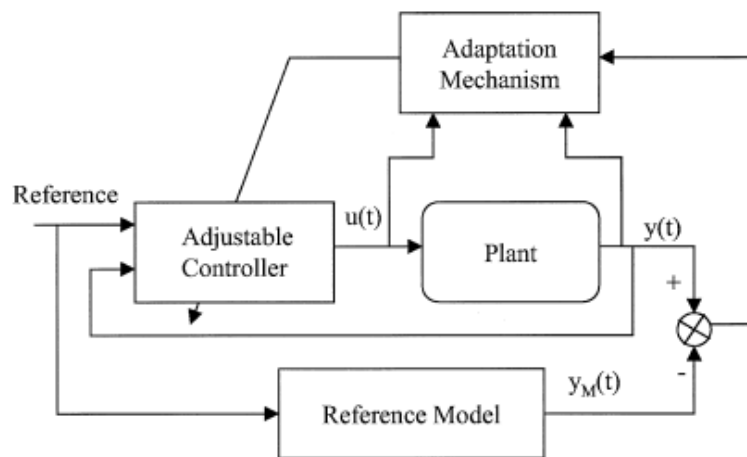 Adaptation
Mechanism
Reference
u(t)
y(t)
Adjustable
Controller
Plant
+
-
y_M(t)
Reference Model